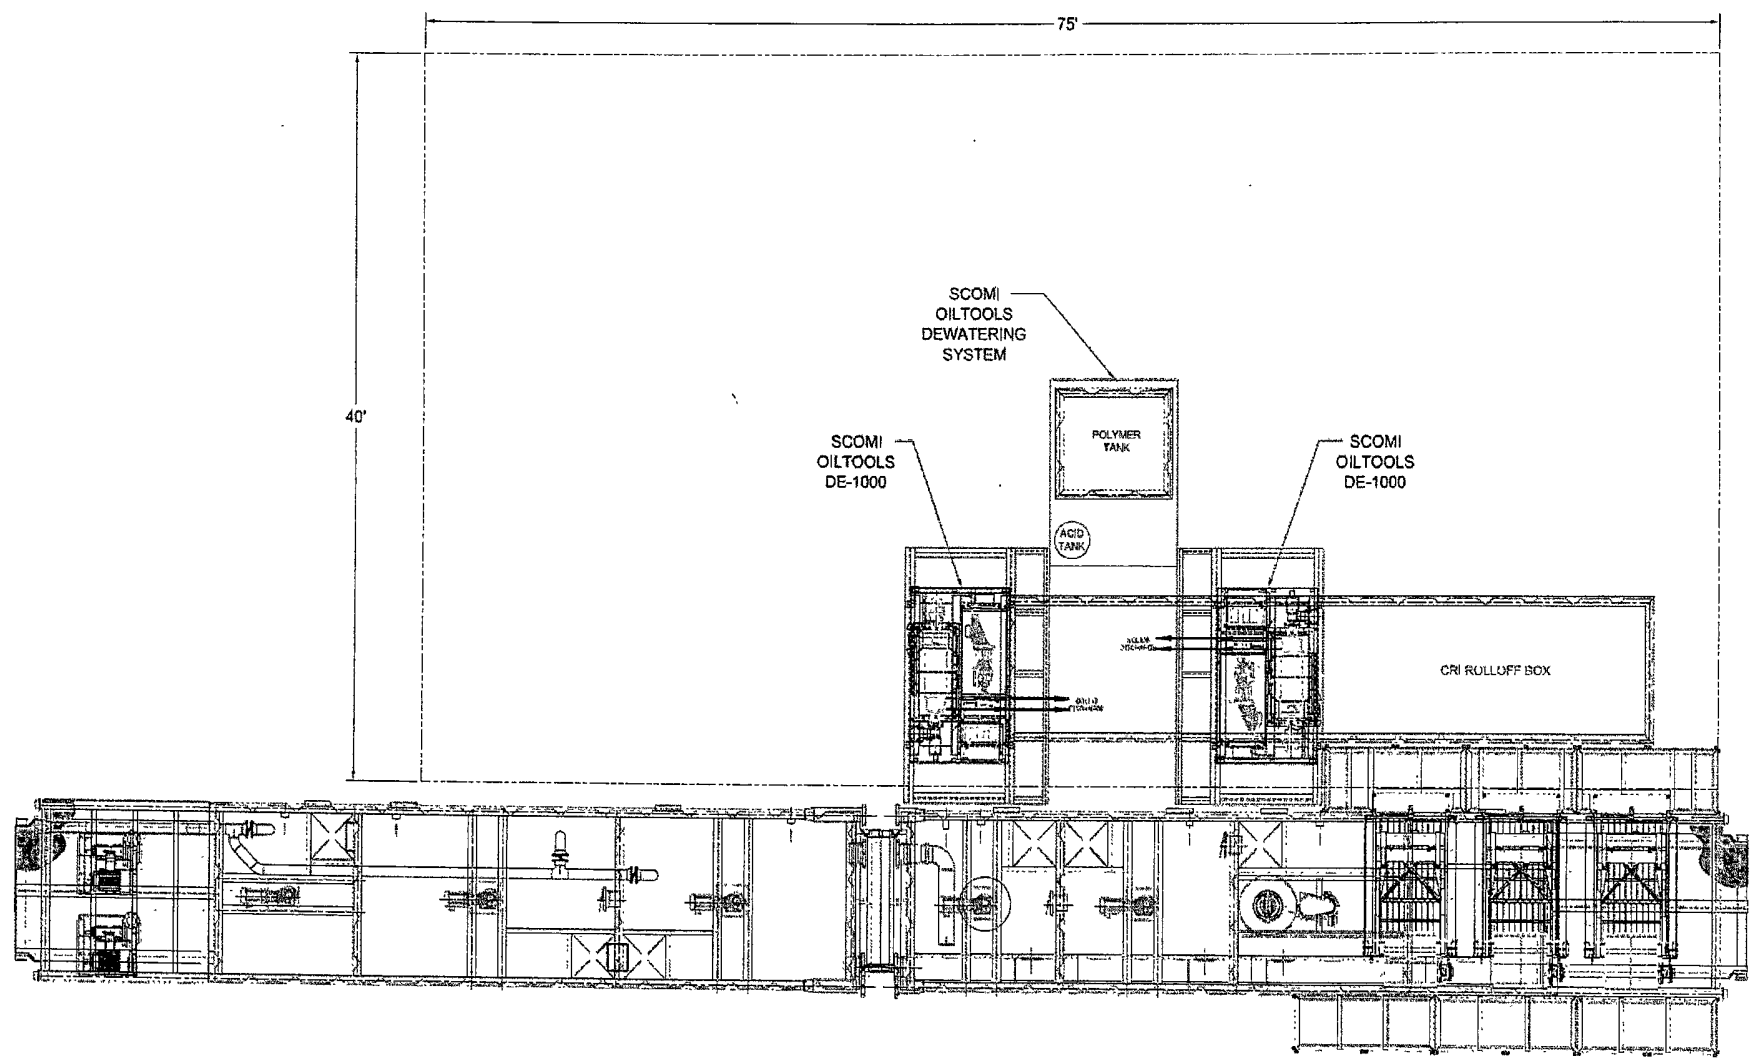 75'
40'
SCOMI
OILTOOLS
DEWATERING
SYSTEM
SCOMI
OILTOOLS
DE-1000
POLYMER
TANK
SCOMI
OILTOOLS
DE-1000
ACID
TANK
CRI ROLLOFF BOX